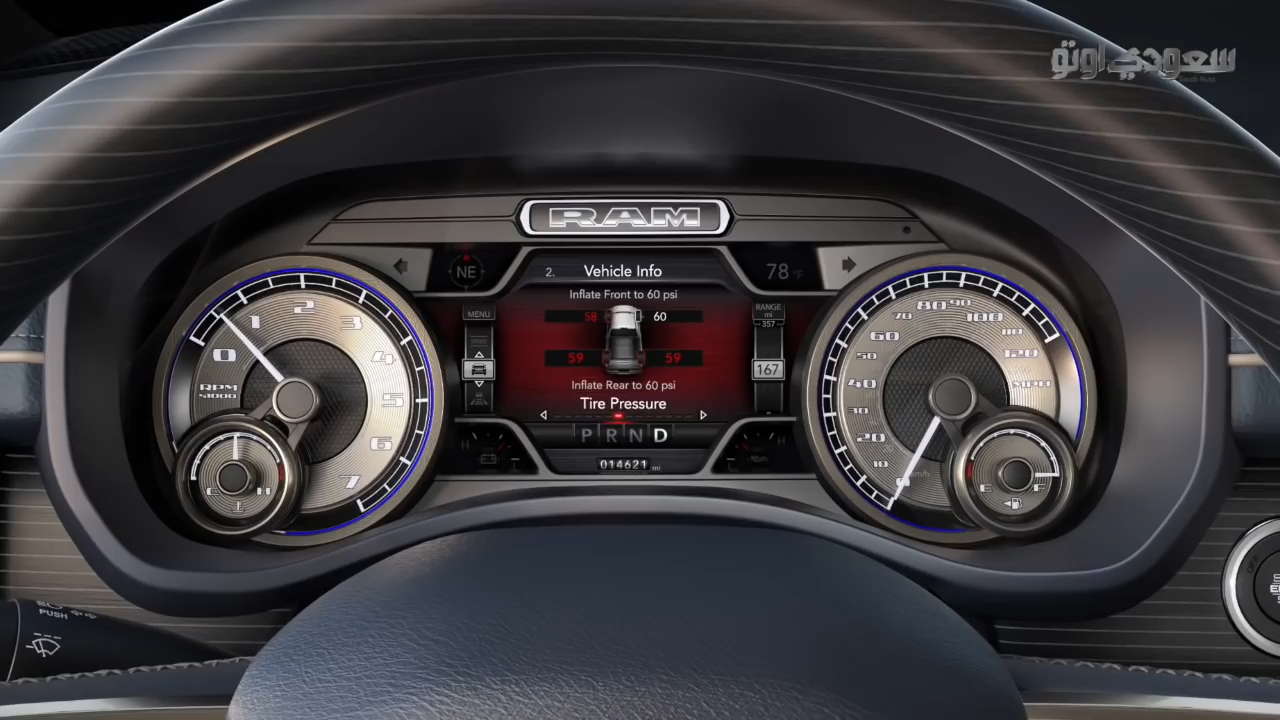 سعودي اوتو
RAM
NE
2. Vehicle Info
78 °F
Inflate Front to 60 psi
58 60
59 59
Inflate Rear to 60 psi
Tire Pressure
P R N D
014621 mi
MENU
RANGE
mi
357
167
0 1 2 3 4 5 6 7
RPM
x1000
C H
10 20 30 40 50 60 70 80 90 100 120
MPH
km/h
E F
PUSH